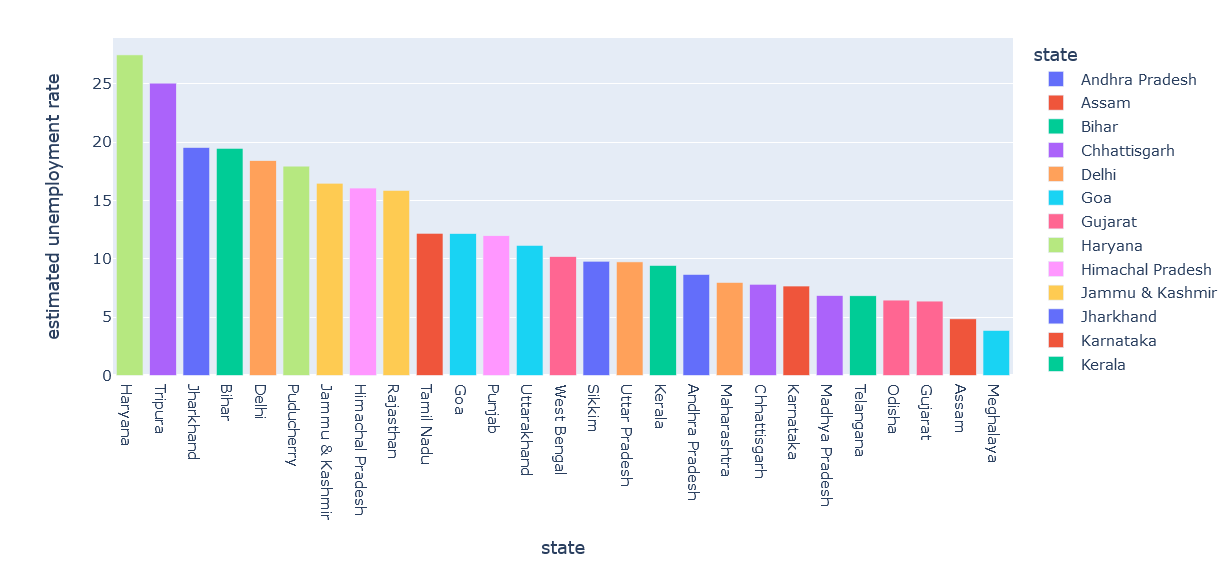 estimated unemployment rate
25
20
15
10
5
0
Haryana
Tripura
Jharkhand
Bihar
Delhi
Puducherry
Jammu & Kashmir
Himachal Pradesh
Rajasthan
Tamil Nadu
Goa
Punjab
Uttarakhand
West Bengal
Sikkim
Uttar Pradesh
Kerala
Andhra Pradesh
Maharashtra
Chhattisgarh
Karnataka
Madhya Pradesh
Telangana
Odisha
Gujarat
Assam
Meghalaya
state
state
Andhra Pradesh
Assam
Bihar
Chhattisgarh
Delhi
Goa
Gujarat
Haryana
Himachal Pradesh
Jammu & Kashmir
Jharkhand
Karnataka
Kerala